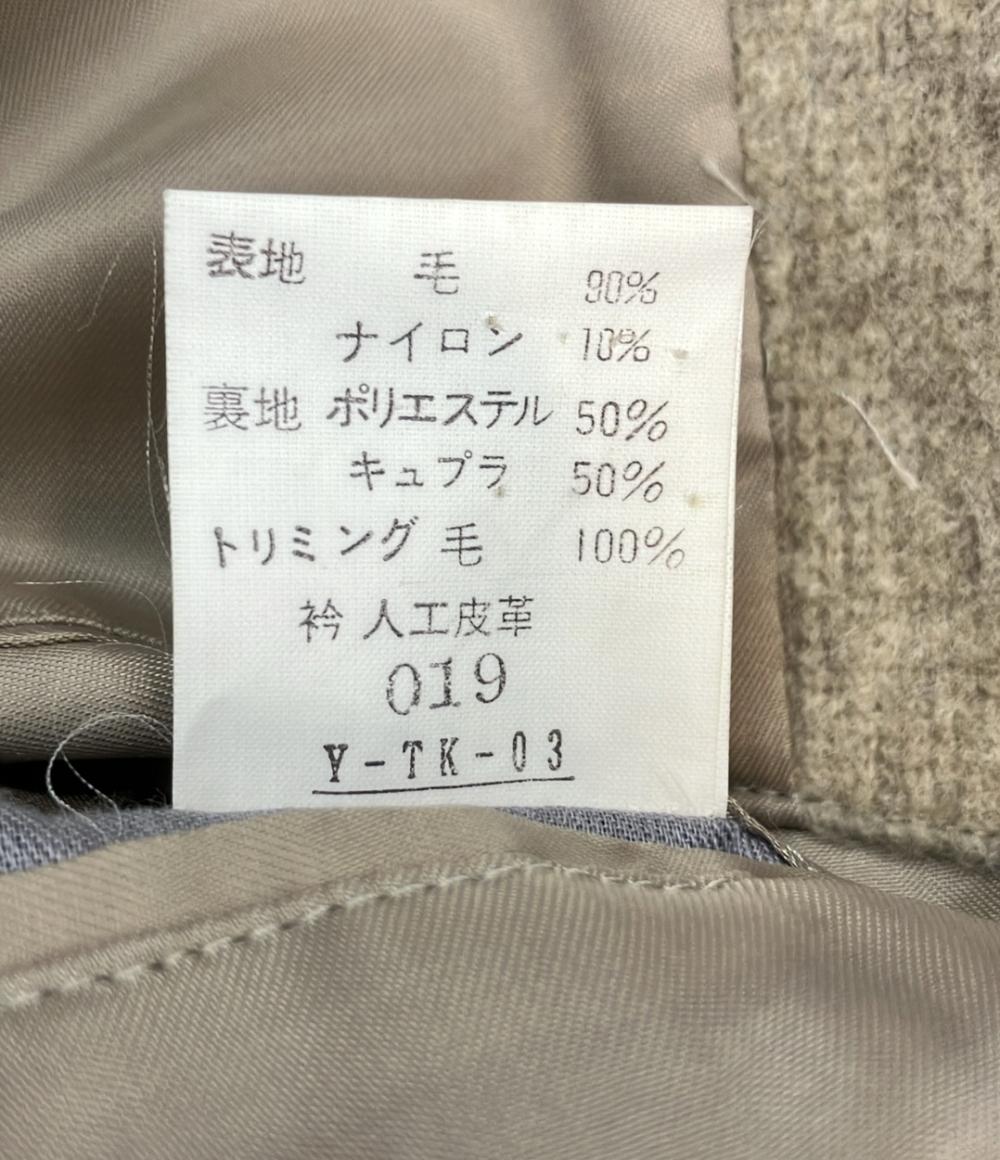 表地 毛 90%
ナイロン 10%
裏地 ポリエステル 50%
キュプラ 50%
トリミング 毛 100%
衿 人工皮革
019
Y-TK-03